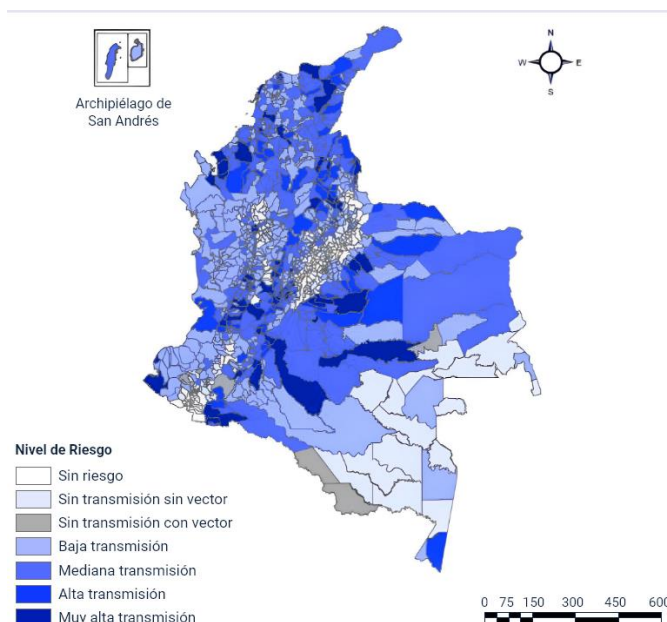 Archipiélago de
San Andrés
N
W E
S
Nivel de Riesgo
Sin riesgo
Sin transmisión sin vector
Sin transmisión con vector
Baja transmisión
Mediana transmisión
Alta transmisión
Muy alta transmisión
0 75 150 300 450 600